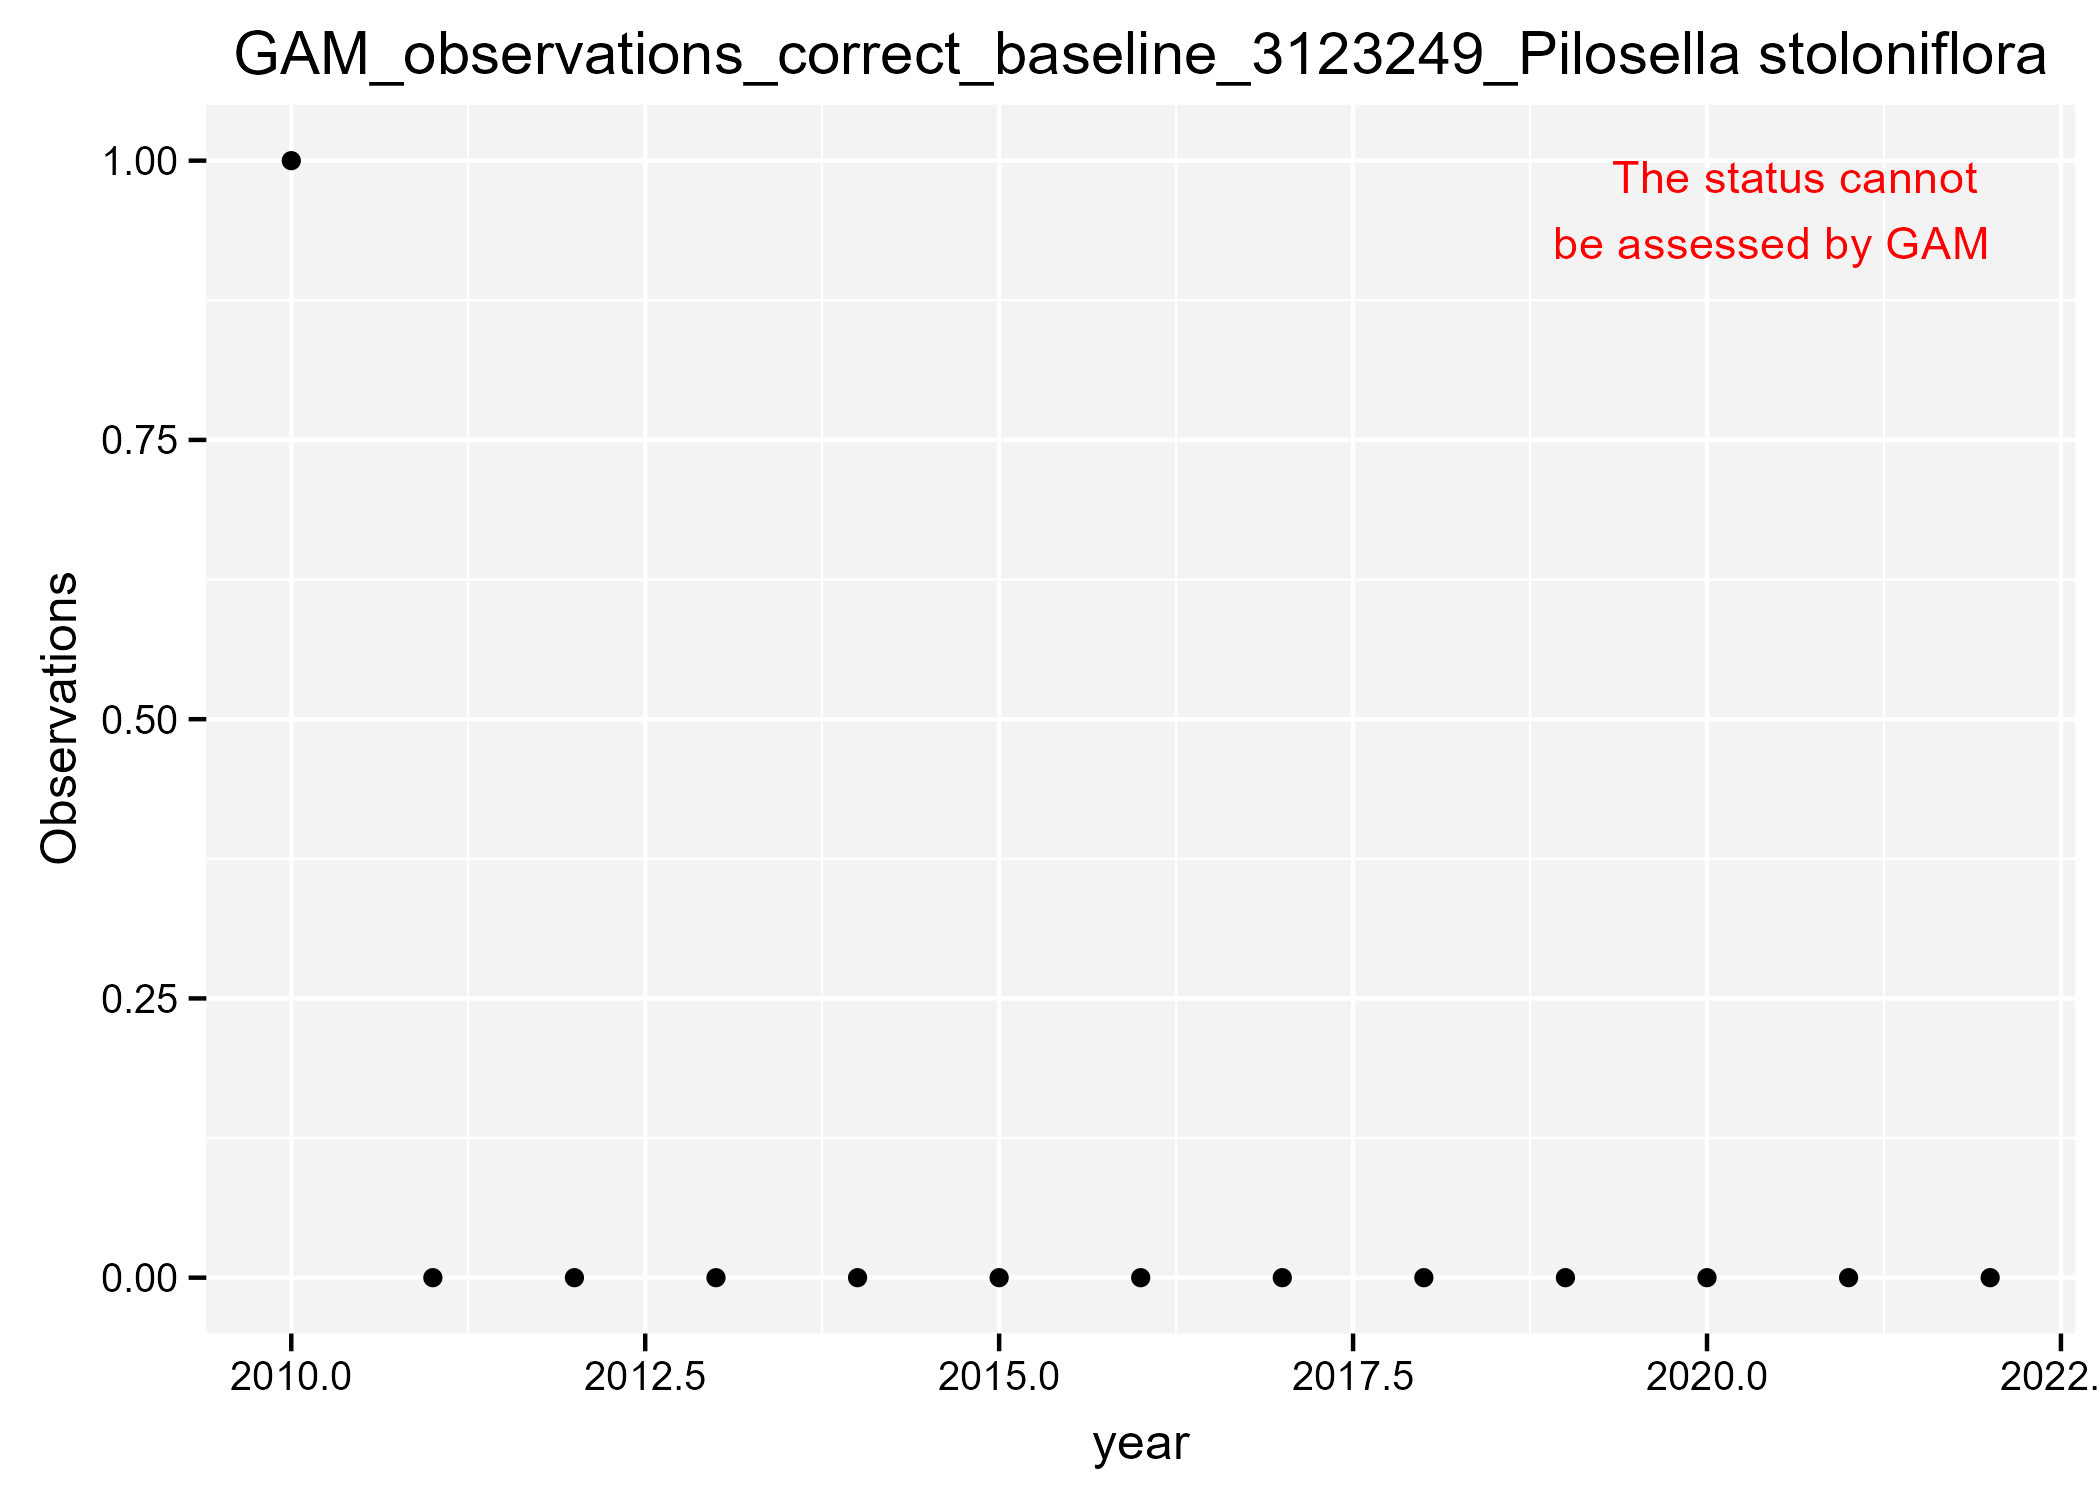 GAM_observations_correct_baseline_3123249_Pilosella stoloniflora
The status cannot
be assessed by GAM
Observations
1.00
0.75
0.50
0.25
0.00
2010.0 2012.5 2015.0 2017.5 2020.0 2022.
year